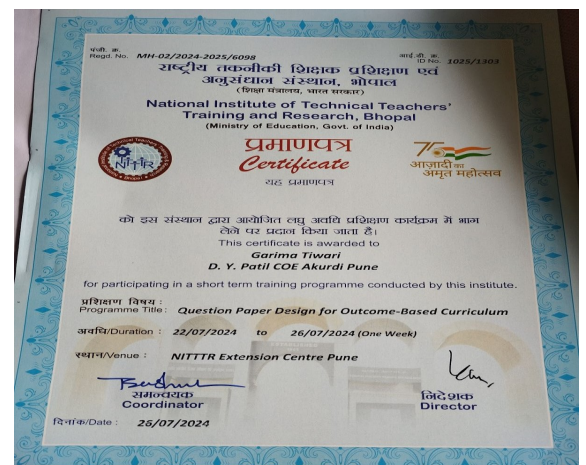 पंजी. क्र.
Regd. No. MH-02/2024-2025/6098
आई.डी. क्र.
ID No. 1025/1303
राष्ट्रीय तकनीकी शिक्षक प्रशिक्षण एवं
अनुसंधान संस्थान, भोपाल
(शिक्षा मंत्रालय, भारत सरकार)
National Institute of Technical Teachers'
Training and Research, Bhopal
(Ministry of Education, Govt. of India)
प्रमाणपत्र
Certificate
यह प्रमाणपत्र
NITTTR
आज़ादी का
अमृत महोत्सव
को इस संस्थान द्वारा आयोजित लघु अवधि प्रशिक्षण कार्यक्रम में भाग
लेने पर प्रदान किया जाता है।
This certificate is awarded to
Garima Tiwari
D. Y. Patil COE Akurdi Pune
for participating in a short term training programme conducted by this institute.
प्रशिक्षण विषय :
Programme Title: Question Paper Design for Outcome-Based Curriculum
अवधि/Duration : 22/07/2024 to 26/07/2024 (One Week)
स्थान/Venue : NITTTR Extension Centre Pune
समन्वयक
Coordinator
निदेशक
Director
दिनांक/Date : 26/07/2024